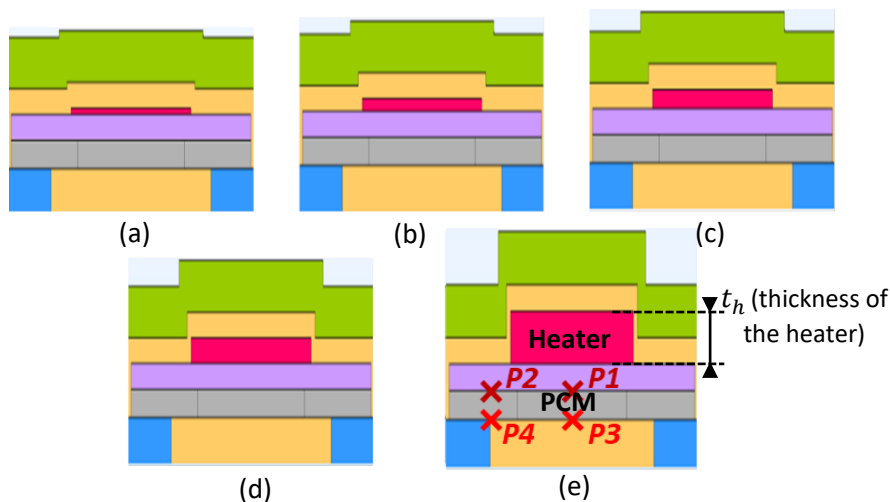 (a)
(b)
(c)
t_h (thickness of
the heater)
Heater
P2
P1
PCM
P4
P3
(d)
(e)